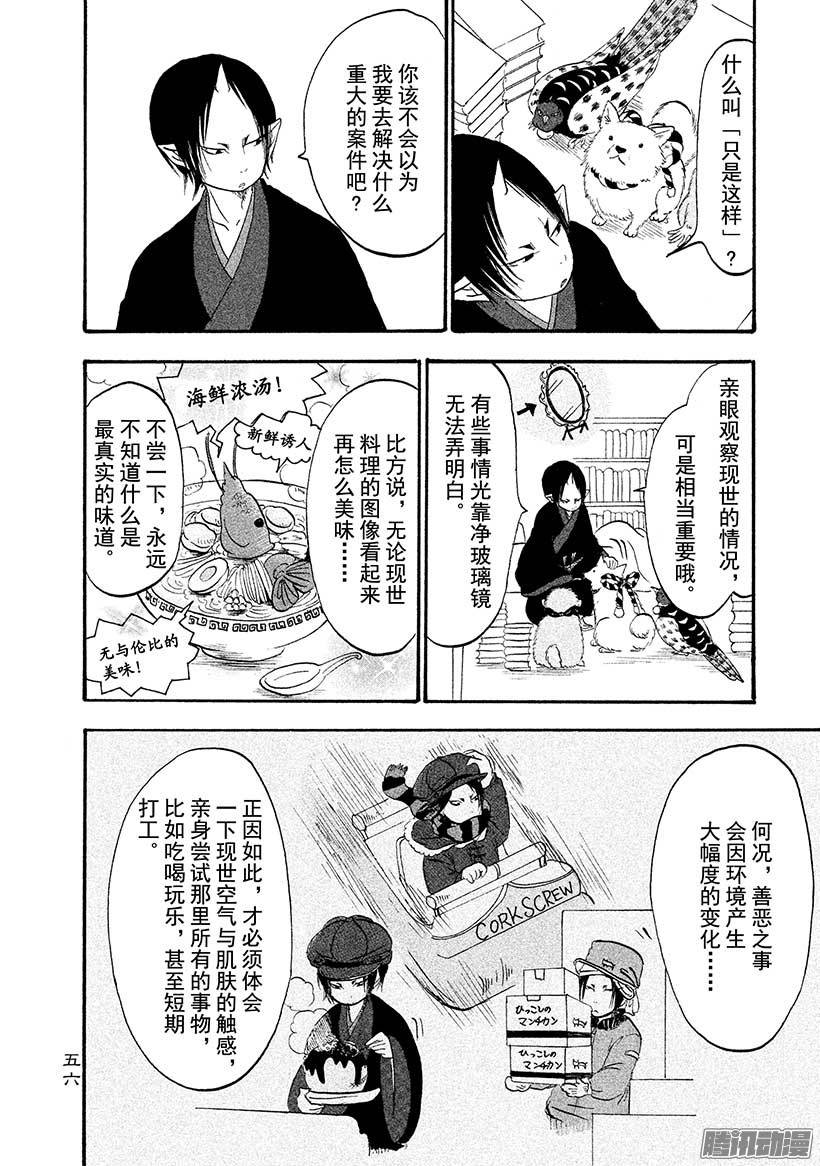 什么叫「只是这样」?
你该不会以为
我要去解决什么
重大的案件吧?
亲眼观察现世的情况，
可是相当重要哦。
有些事情光靠净玻璃镜
无法弄明白。
比方说，无论现世
料理的图像看起来
再怎么美味……
海鲜浓汤！
新鲜诱人
不尝一下，永远
不知道什么是
最真实的味道。
无与伦比的
美味！
何况，善恶之事
会因环境产生
大幅度的变化……
CORKSCREW
ひっこしの
マンチカン
ひっこしの
マンチカン
正因如此，才必须体会
一下现世空气与肌肤的触感，
亲身尝试那里所有的事物，
比如吃喝玩乐，甚至短期
打工。
五六
腾讯动漫